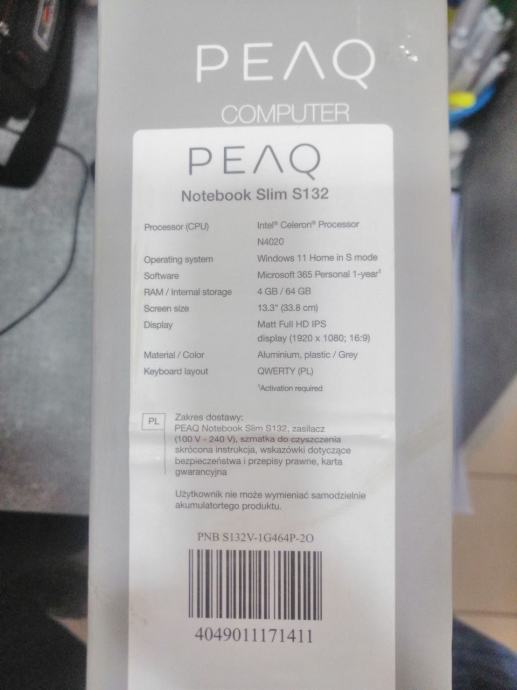 PEAQ
COMPUTER
PEAQ
Notebook Slim S132
Processor (CPU) Intel® Celeron® Processor
N4020
Operating system Windows 11 Home in S mode
Software Microsoft 365 Personal 1-year¹
RAM / Internal storage 4 GB / 64 GB
Screen size 13.3" (33.8 cm)
Display Matt Full HD IPS
display (1920 x 1080; 16:9)
Material / Color Aluminium, plastic / Grey
Keyboard layout QWERTY (PL)
¹Activation required
PL
Zakres dostawy:
PEAQ Notebook Slim S132, zasilacz
(100 V - 240 V), szmatka do czyszczenia
skrócona instrukcja, wskazówki dotyczące
bezpieczeństwa i przepisy prawne, karta
gwarancyjna
Użytkownik nie może wymieniać samodzielnie
akumulatortego produktu.
PNB S132V-1G464P-2O
4049011171411